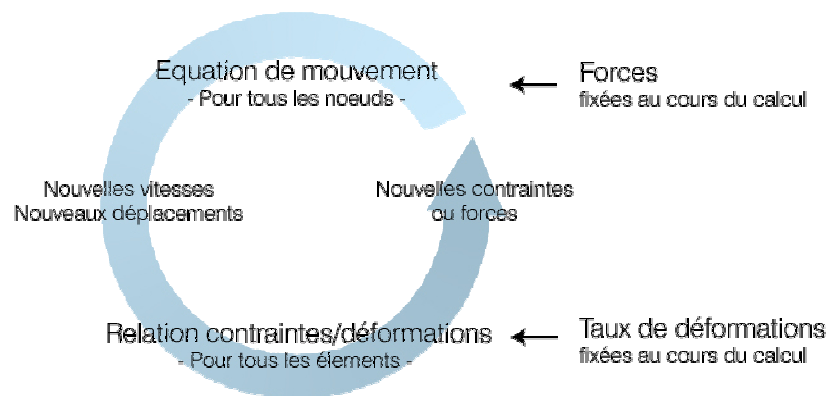 Equation de mouvement
- Pour tous les noeuds -
Forces
fixées au cours du calcul
Nouvelles vitesses
Nouveaux déplacements
Nouvelles contraintes
ou forces
Relation contraintes/déformations
- Pour tous les élements -
Taux de déformations
fixées au cours du calcul